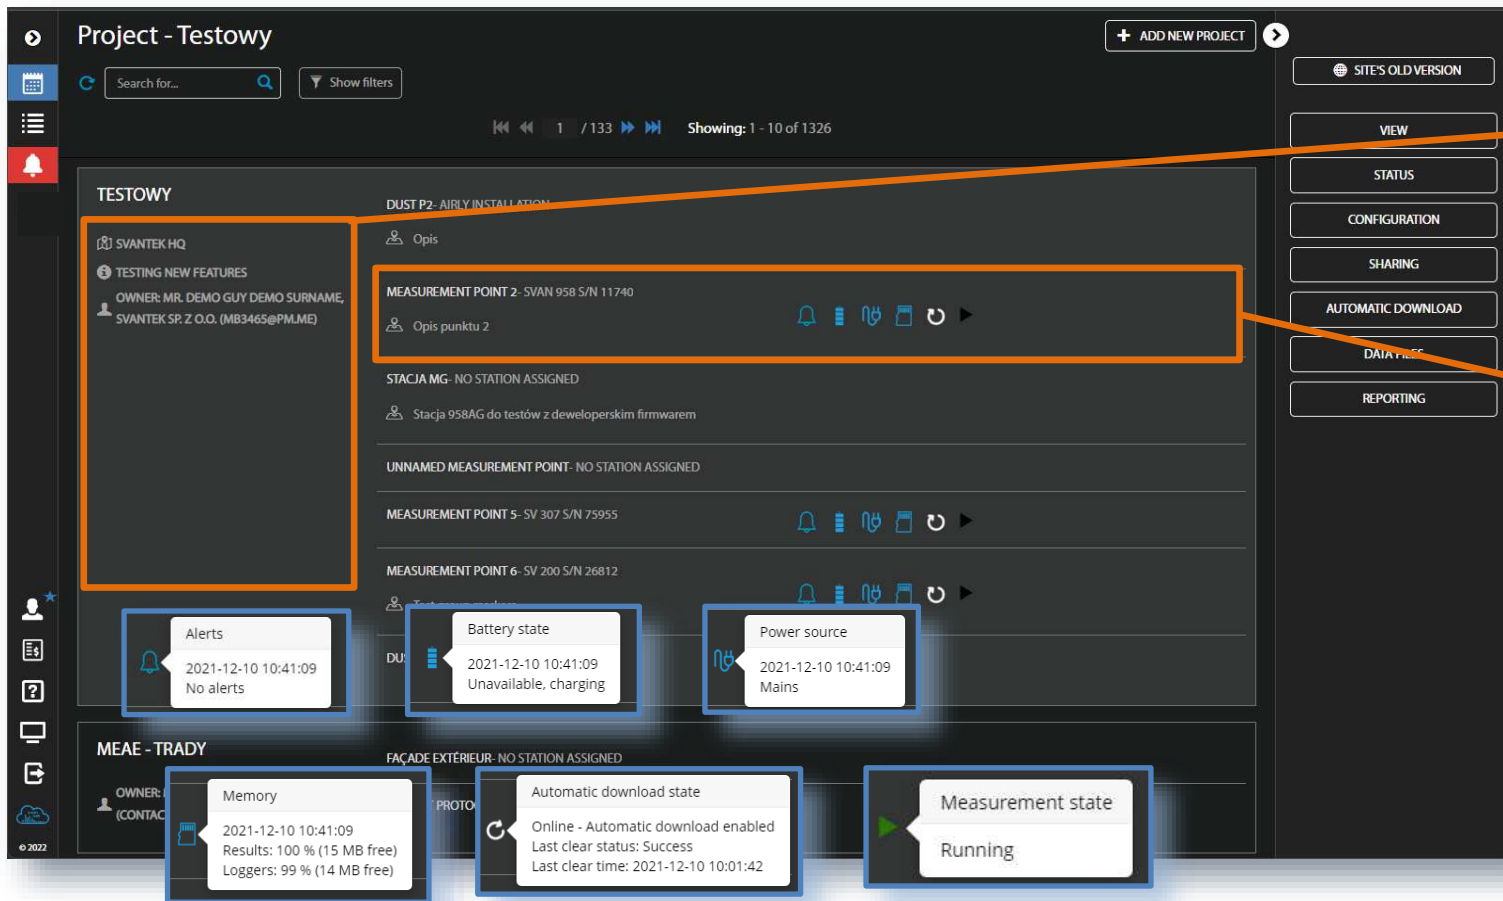 Project - Testowy
+ ADD NEW PROJECT
SITE'S OLD VERSION
Search for...
Show filters
1 / 133
Showing: 1 - 10 of 1326
VIEW
STATUS
CONFIGURATION
SHARING
AUTOMATIC DOWNLOAD
DATA FILES
REPORTING
TESTOWY
SVANTEK HQ
TESTING NEW FEATURES
OWNER: MR. DEMO GUY DEMO SURNAME,
SVANTEK SP. Z O.O. (MB3465@PM.ME)
DUST P2- AIRLY INSTALLATION
Opis
MEASUREMENT POINT 2- SVAN 958 S/N 11740
Opis punktu 2
STACJA MG- NO STATION ASSIGNED
Stacja 958AG do testów z deweloperskim firmwarem
UNNAMED MEASUREMENT POINT- NO STATION ASSIGNED
MEASUREMENT POINT 5- SV 307 S/N 75955
MEASUREMENT POINT 6- SV 200 S/N 26812
DUS
Alerts
2021-12-10 10:41:09
No alerts
Battery state
2021-12-10 10:41:09
Unavailable, charging
Power source
2021-12-10 10:41:09
Mains
MEAE - TRADY
OWNER:
(CONTAC
FAÇADE EXTÉRIEUR- NO STATION ASSIGNED
PROTO
Memory
2021-12-10 10:41:09
Results: 100 % (15 MB free)
Loggers: 99 % (14 MB free)
Automatic download state
Online - Automatic download enabled
Last clear status: Success
Last clear time: 2021-12-10 10:01:42
Measurement state
Running
© 2022